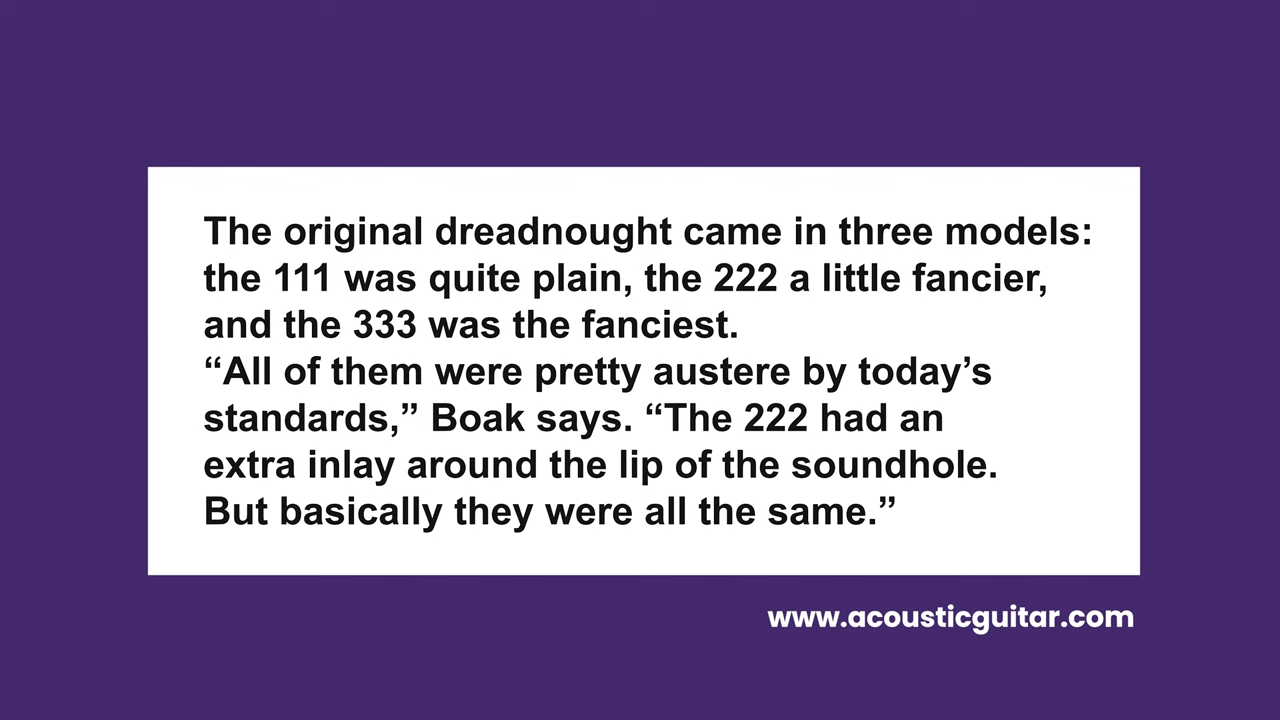 The original dreadnought came in three models:
the 111 was quite plain, the 222 a little fancier,
and the 333 was the fanciest.
“All of them were pretty austere by today’s
standards,” Boak says. “The 222 had an
extra inlay around the lip of the soundhole.
But basically they were all the same.”
www.acousticguitar.com